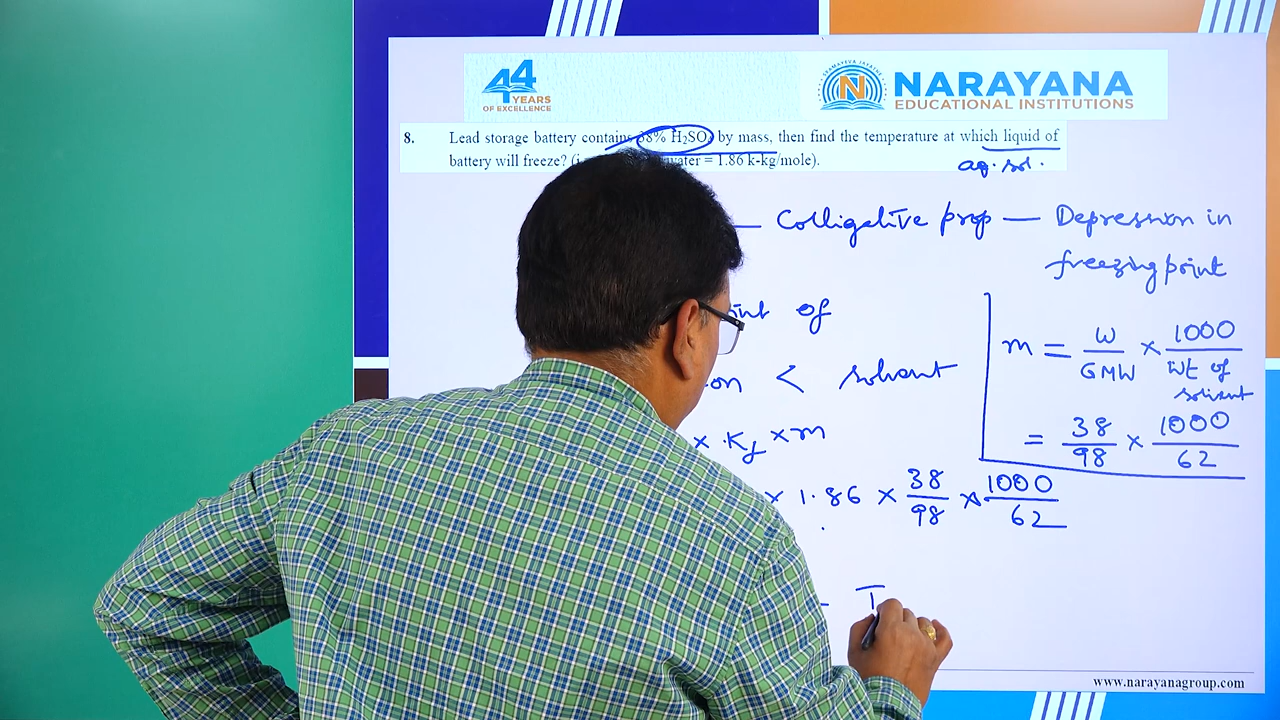 44 YEARS OF EXCELLENCE
SATYAMEVA JAYATHE
N NARAYANA
EDUCATIONAL INSTITUTIONS
8. Lead storage battery contains 38% H₂SO₄ by mass, then find the temperature at which liquid of
battery will freeze? water = 1.86 k-kg/mole).
aq. sol.
— Colligative prop — Depression in
freezing point
of
< solvent
m = W/GMW × 1000/Wt of solvent
= 38/98 × 1000/62
× Kf × m
× 1.86 × 38/98 × 1000/62
- T
www.narayanagroup.com